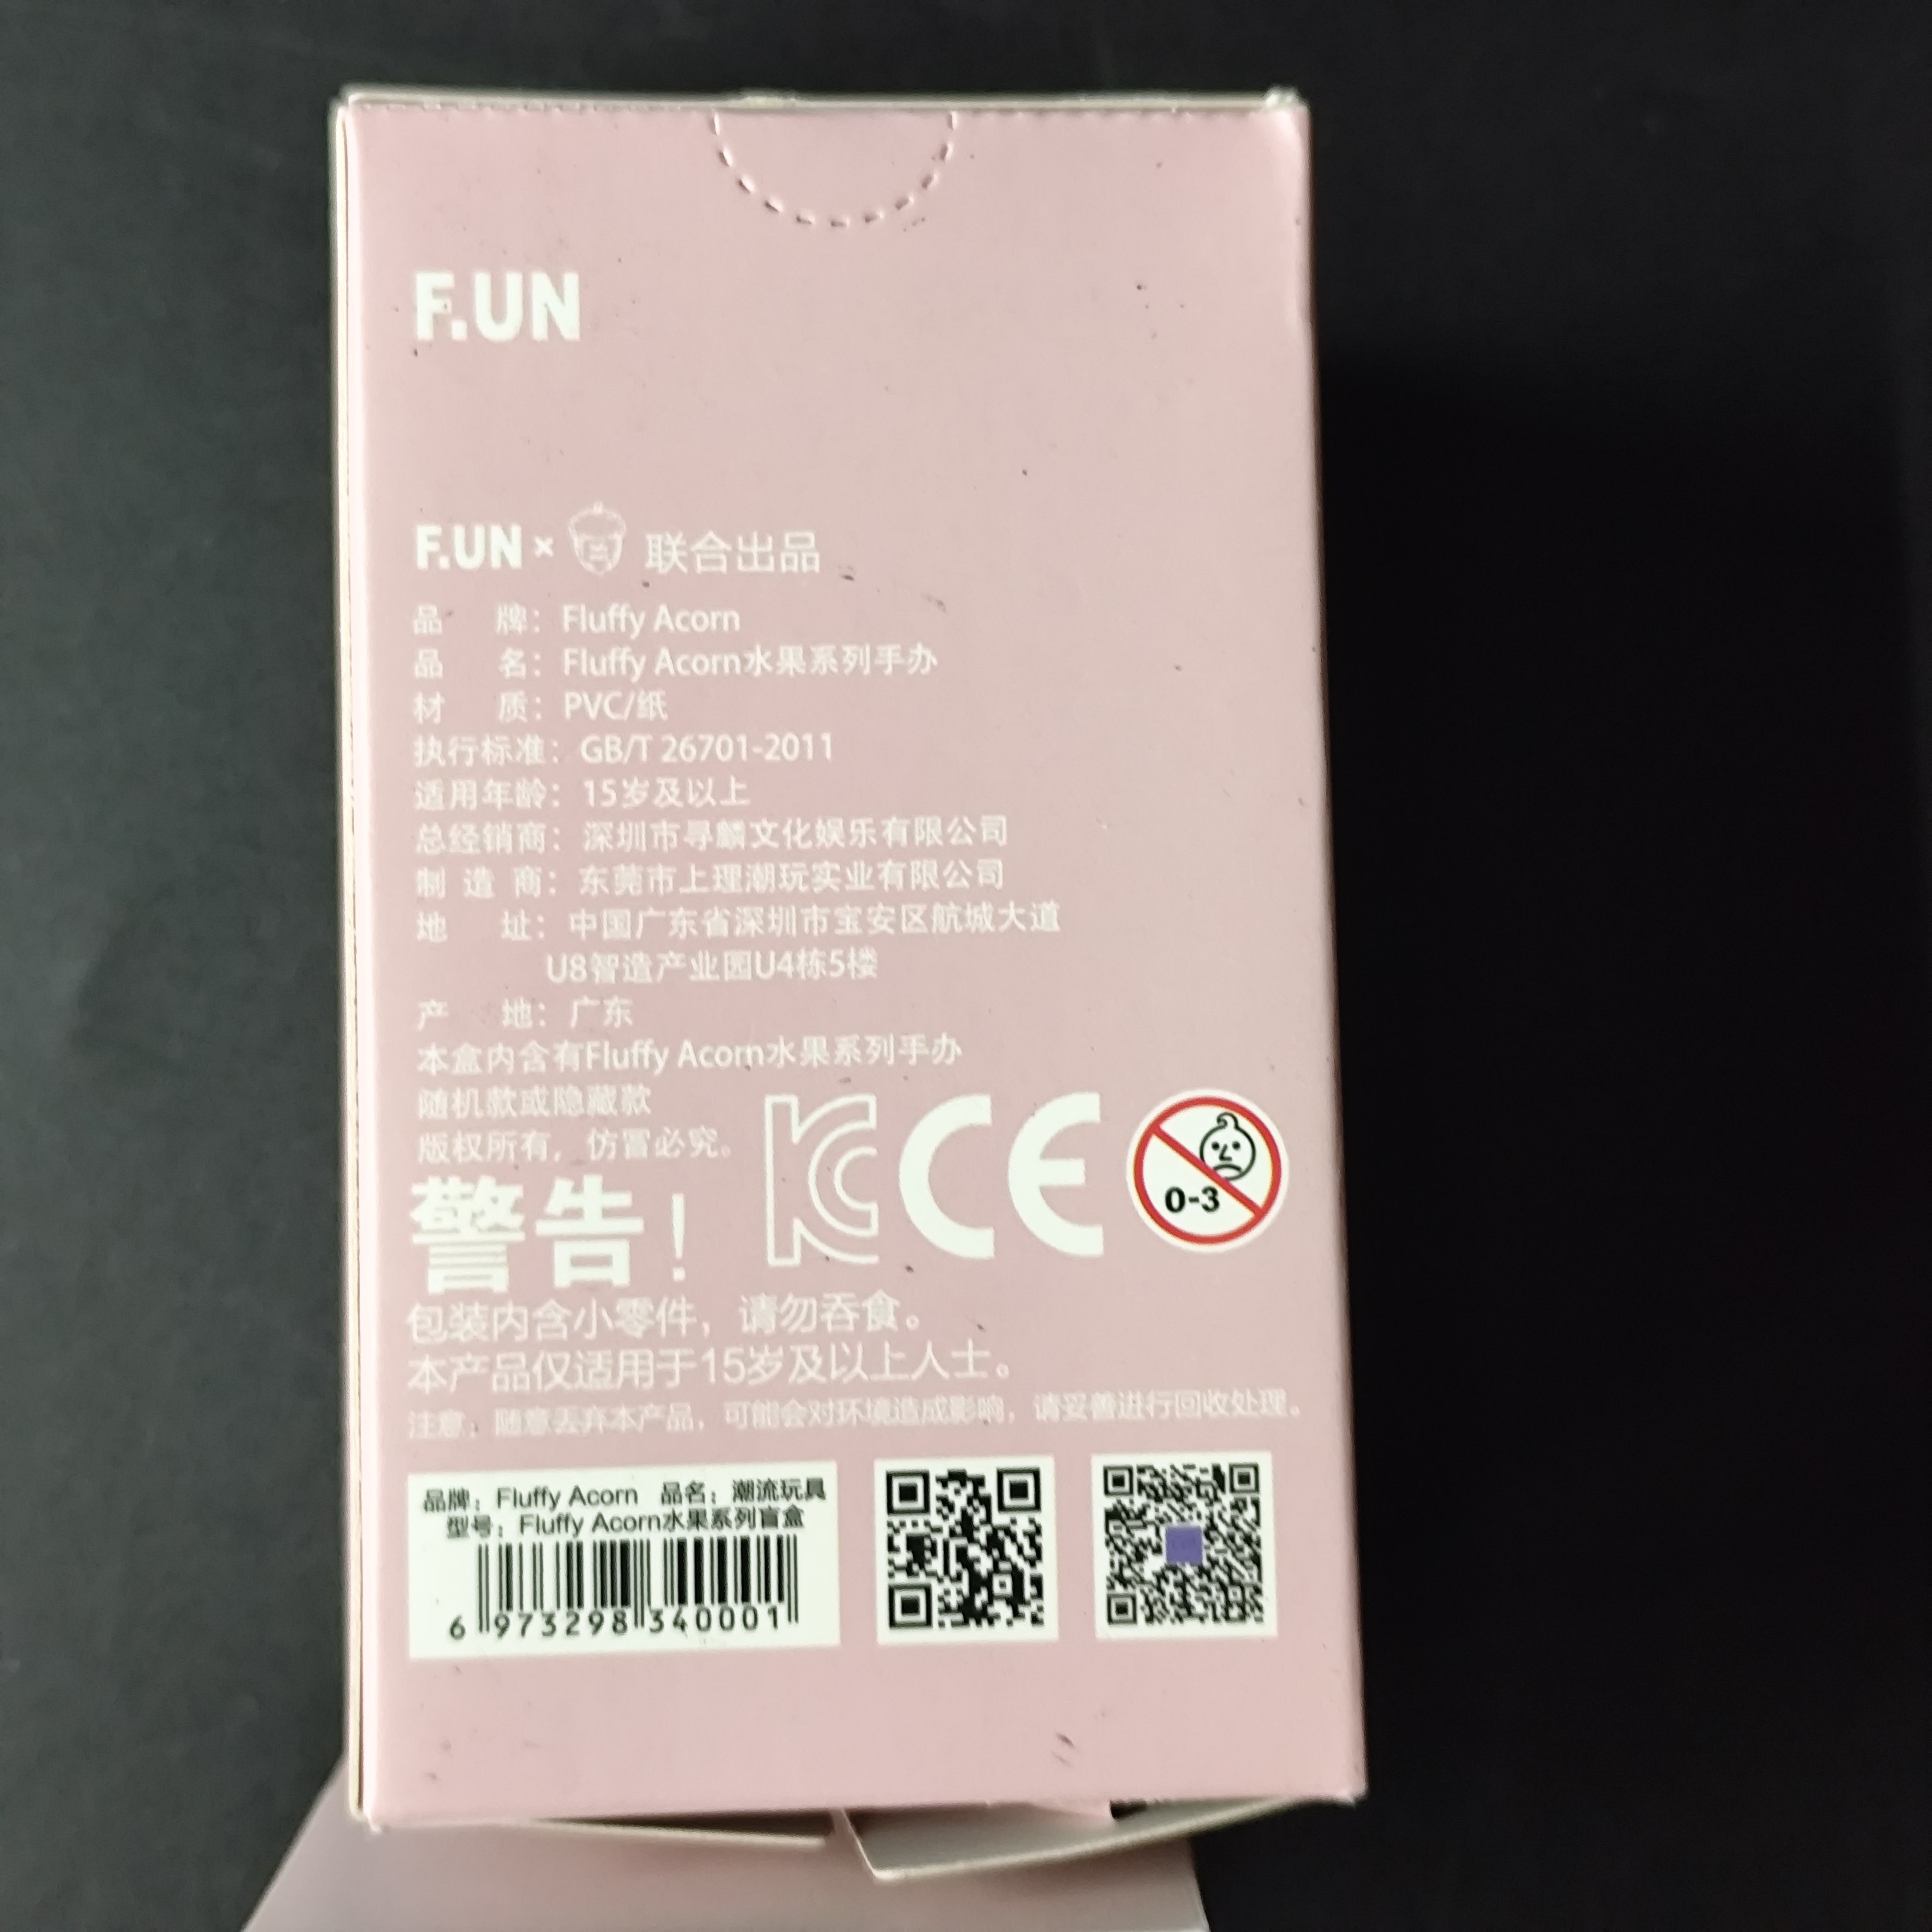 F.UN
F.UN × 联合出品
品 牌：Fluffy Acorn
品 名：Fluffy Acorn水果系列手办
材 质：PVC/纸
执行标准：GB/T 26701-2011
适用年龄：15岁及以上
总经销商：深圳市寻麟文化娱乐有限公司
制 造 商：东莞市上理潮玩实业有限公司
地 址：中国广东省深圳市宝安区航城大道
U8智造产业园U4栋5楼
产 地：广东
本盒内含有Fluffy Acorn水果系列手办
随机款或隐藏款
版权所有，仿冒必究。
KC CE
0-3
警告！
包装内含小零件，请勿吞食。
本产品仅适用于15岁及以上人士。
注意：随意丢弃本产品，可能会对环境造成影响，请妥善进行回收处理。
品牌：Fluffy Acorn 品名：潮流玩具
型号：Fluffy Acorn水果系列盲盒
6 973298 340001